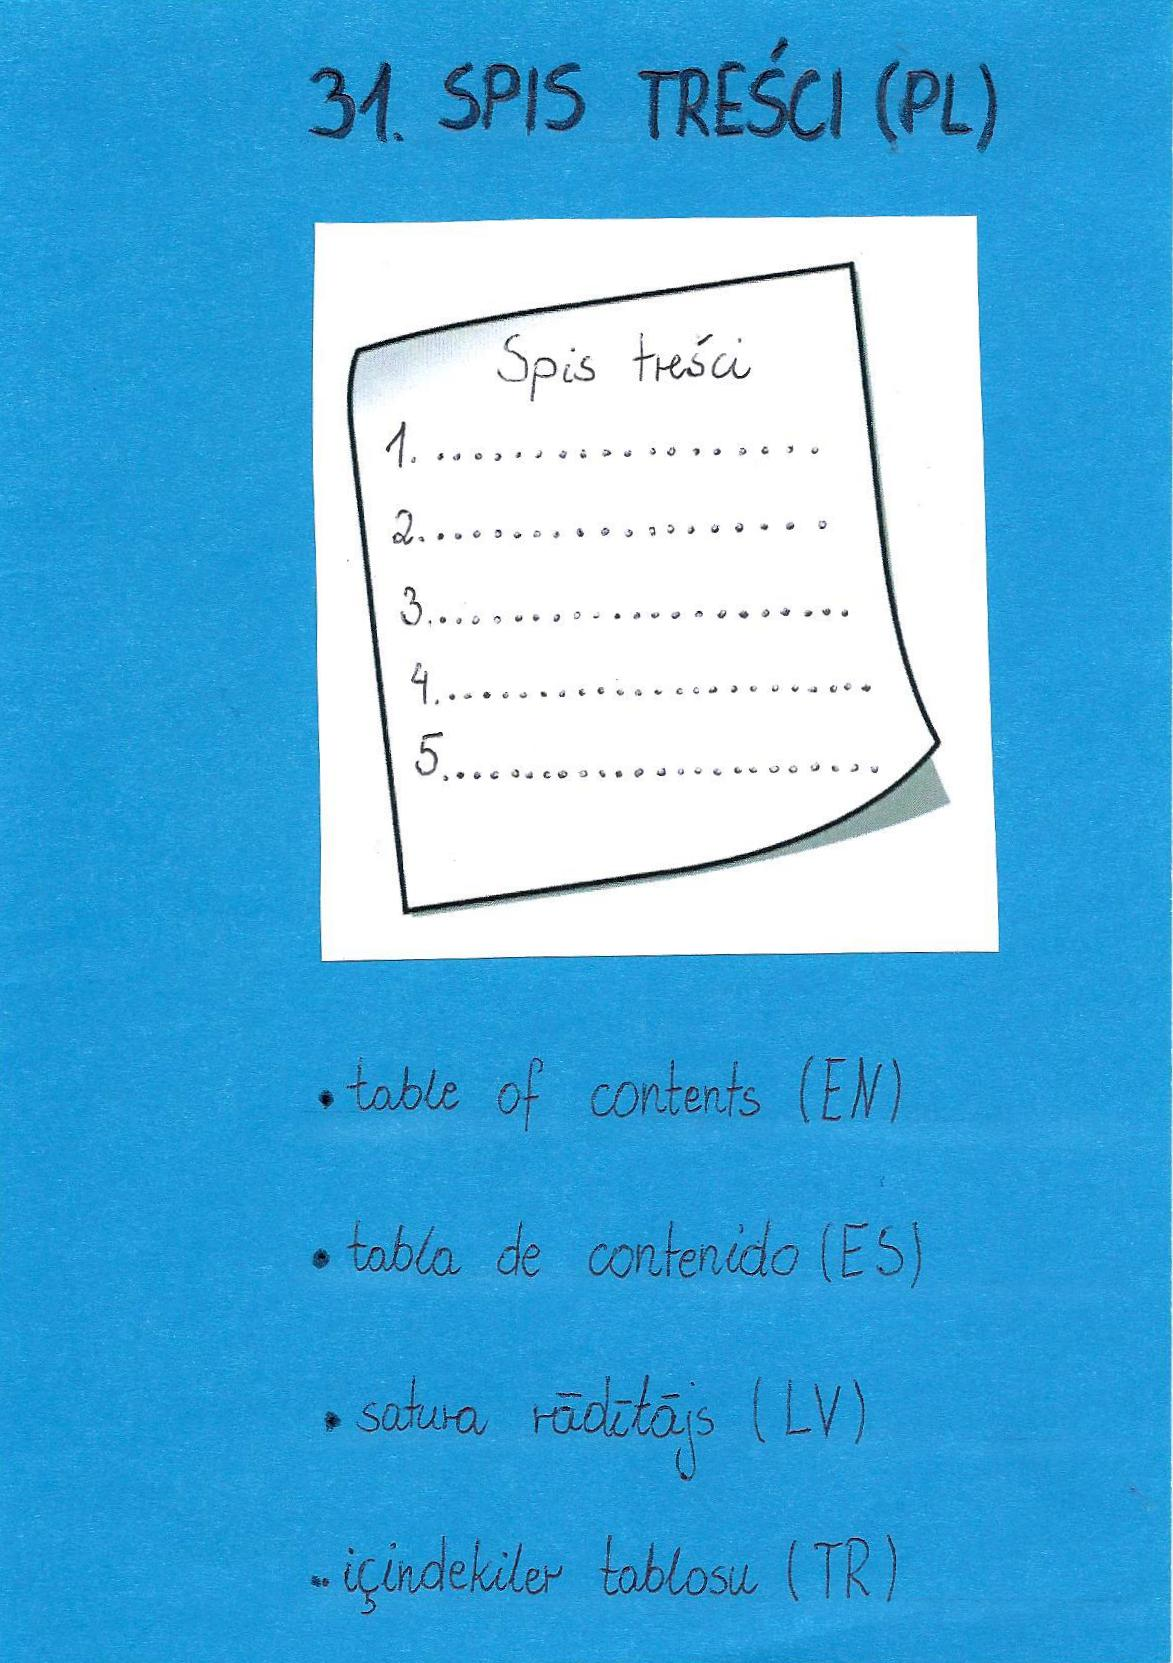 31. SPIS TREŚCI (PL)
Spis treści
1. ....................
2. ....................
3. ....................
4. ....................
5. ....................
• table of contents (EN)
• tabla de contenido (ES)
• satura rādītājs (LV)
• içindekiler tablosu (TR)